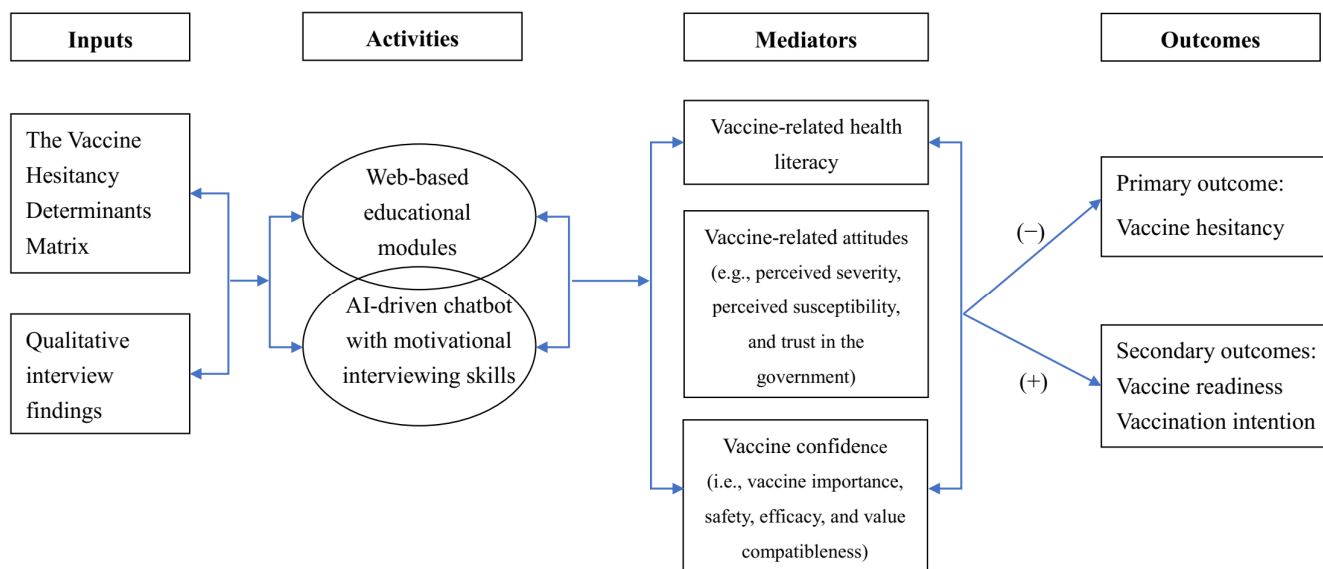 Inputs
Activities
Mediators
Outcomes
The Vaccine
Hesitancy
Determinants
Matrix
Qualitative
interview
findings
Web-based
educational
modules
AI-driven chatbot
with motivational
interviewing skills
Vaccine-related health
literacy
Vaccine-related attitudes
(e.g., perceived severity,
perceived susceptibility,
and trust in the
government)
Vaccine confidence
(i.e., vaccine importance,
safety, efficacy, and value
compatibleness)
(−)
(+)
Primary outcome:
Vaccine hesitancy
Secondary outcomes:
Vaccine readiness
Vaccination intention